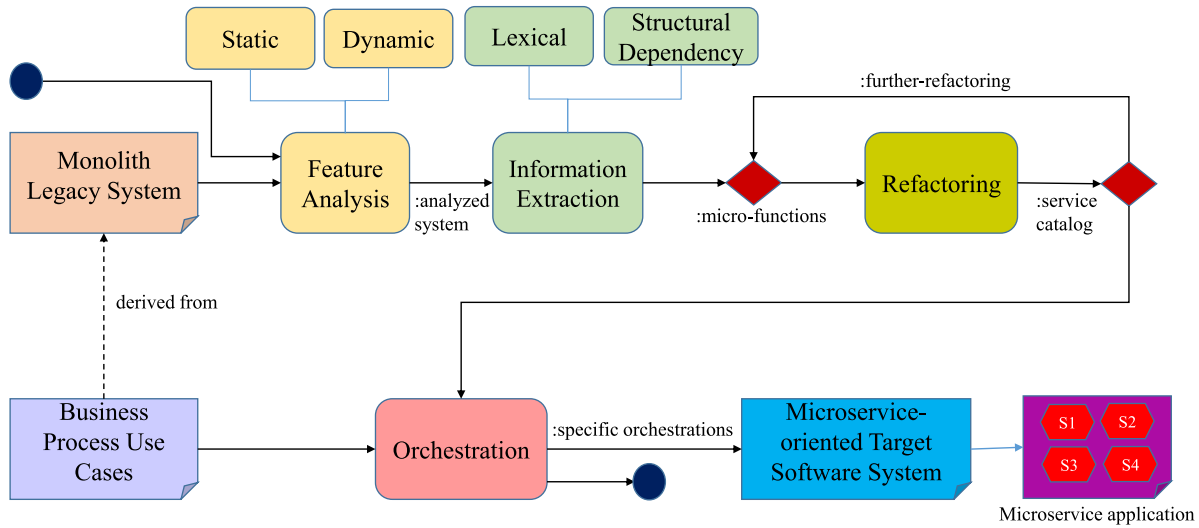 Static
Dynamic
Lexical
Structural
Dependency
:further-refactoring
Monolith
Legacy System
Feature
Analysis
:analyzed
system
Information
Extraction
:micro-functions
Refactoring
:service
catalog
derived from
Business
Process Use
Cases
Orchestration
:specific orchestrations
Microservice-
oriented Target
Software System
S1
S2
S3
S4
Microservice application